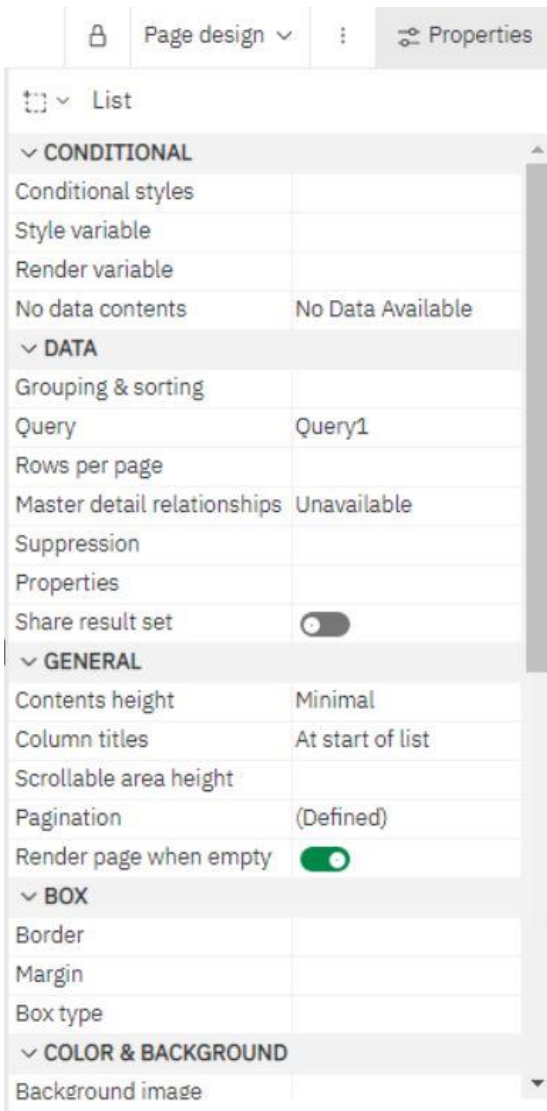 Page design Properties
List
CONDITIONAL
Conditional styles
Style variable
Render variable
No data contents No Data Available
DATA
Grouping & sorting
Query Query1
Rows per page
Master detail relationships Unavailable
Suppression
Properties
Share result set
GENERAL
Contents height Minimal
Column titles At start of list
Scrollable area height
Pagination (Defined)
Render page when empty
BOX
Border
Margin
Box type
COLOR & BACKGROUND
Background image